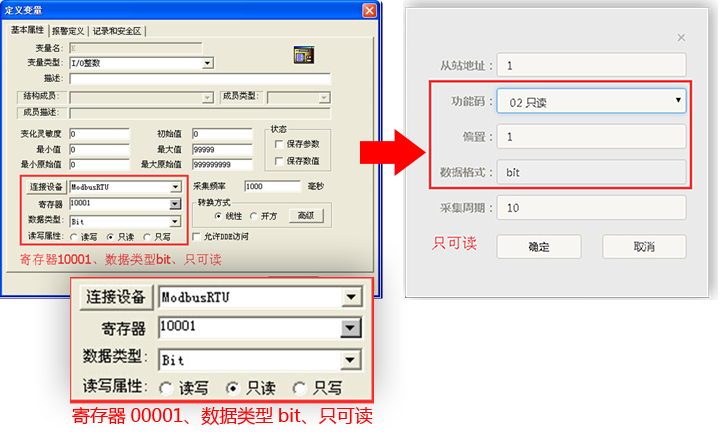 定义变量
基本属性 报警定义 记录和安全区
变量名:
变量类型: I/O整数
描述:
结构成员: 成员类型:
成员描述:
变化灵敏度 0 初始值 0
最小值 0 最大值 99999
最小原始值 0 最大原始值 999999999
状态
保存参数
保存数值
连接设备 ModbusRTU
寄存器 10001
数据类型: Bit
读写属性: 读写 只读 只写
采集频率 1000 毫秒
转换方式
线性 开方 高级
允许DDE访问
寄存器10001、数据类型bit、只可读
连接设备 ModbusRTU
寄存器 10001
数据类型: Bit
读写属性: 读写 只读 只写
寄存器 00001、数据类型 bit、只可读
×
从站地址: 1
功能码: 02 只读
偏置: 1
数据格式: bit
采集周期: 10
只可读 确定 取消